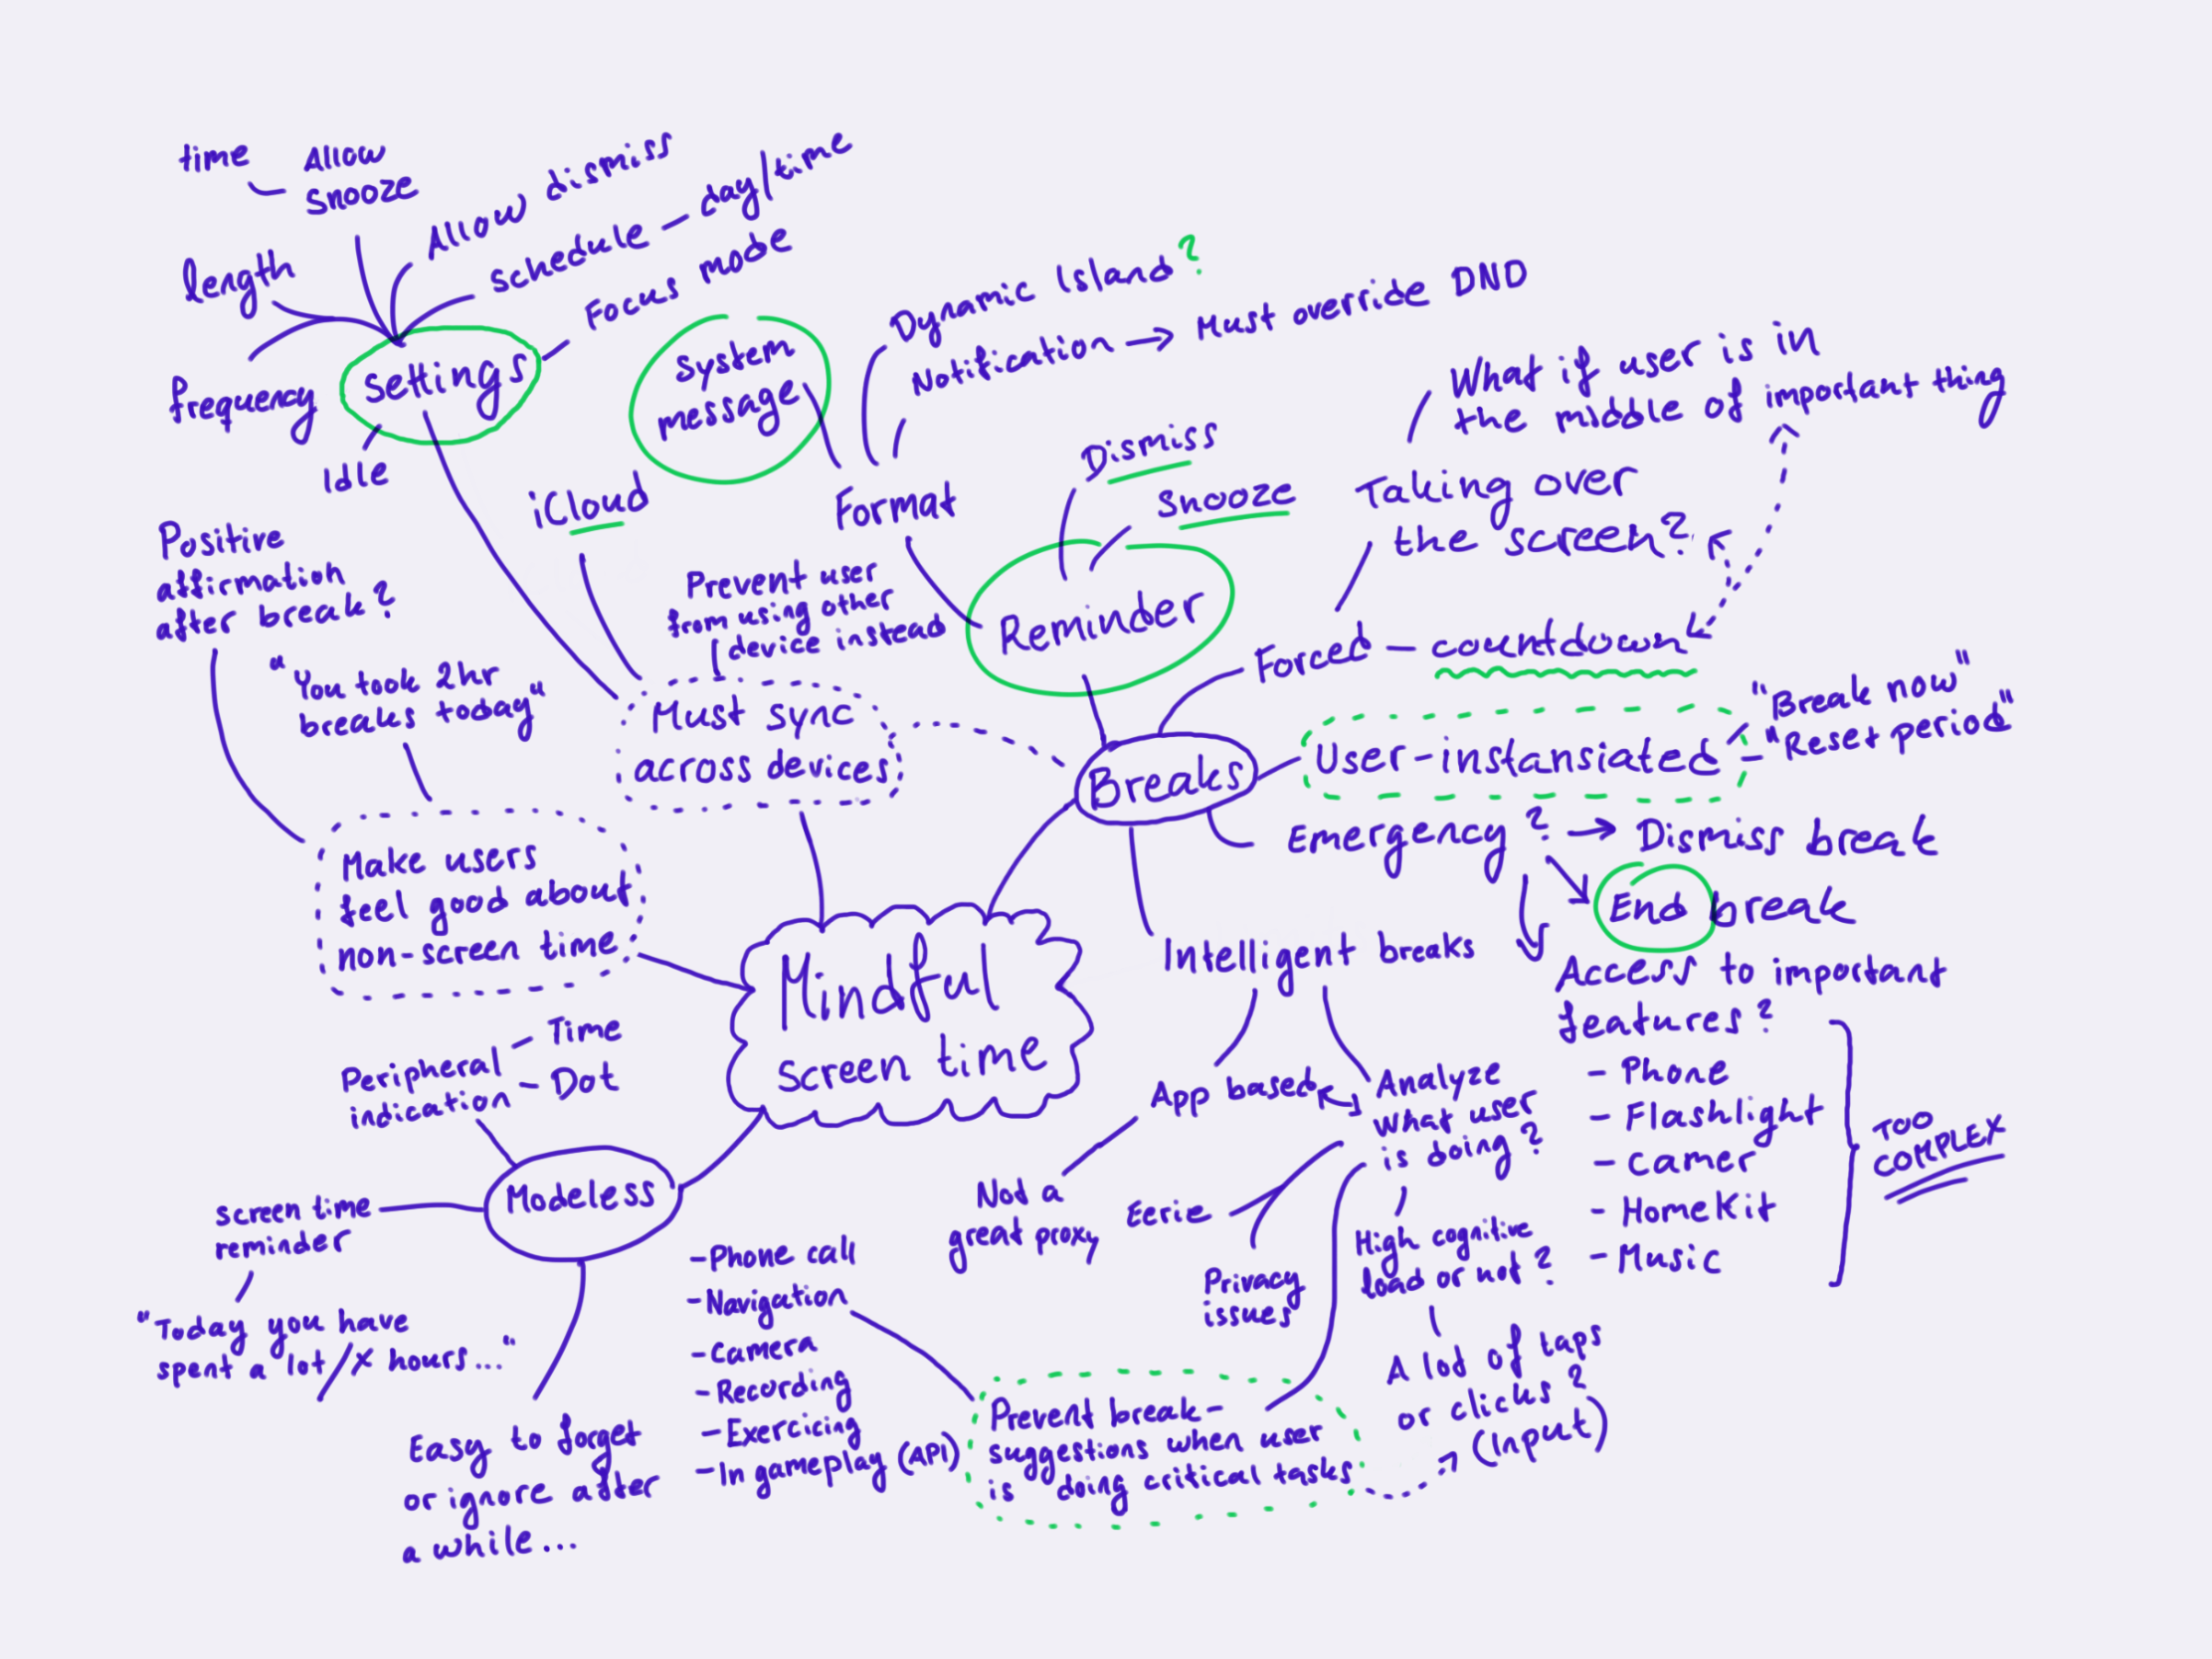 time
Allow
snooze
Allow dismiss
schedule — day/time
Focus mode
length
frequency
Settings
Idle
System
message
Dynamic Island?
Notification → Must override DND
iCloud
Format
Dismiss
Snooze
Reminder
What if user is in
the middle of important thing
Taking over
the screen?
Forced — countdown
Positive
affirmation
after break?
"You took 2hr
breaks today"
Prevent user
from using other
device instead
Must sync
across devices
Breaks
User-instansiated
"Break now"
"Reset period"
Emergency? → Dismiss break
End break
Access to important
features?
- Phone
- Flashlight
- Camer
- HomeKit
- Music
TOO
COMPLEX
Make users
feel good about
non-screen time
Mindful
screen time
Intelligent breaks
App based
Analyze
what user
is doing?
Not a
great proxy
Eerie
Privacy
issues
High cognitive
load or not?
A lot of taps
or clicks?
(Input)
Peripheral
indication
- Time
- Dot
Modeless
screen time
reminder
"Today you have
spent a lot / x hours..."
Easy to forget
or ignore after
a while...
- Phone call
- Navigation
- Camera
- Recording
- Exercicing
- In gameplay (API)
Prevent break-
suggestions when user
is doing critical tasks